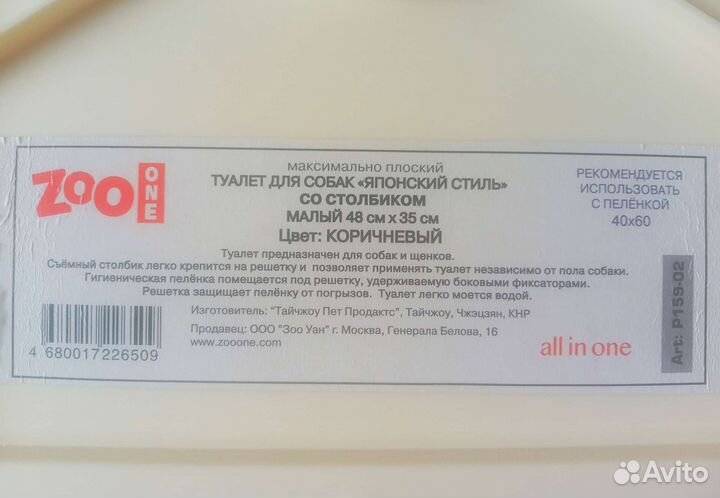 ZOO ONE
максимально плоский
ТУАЛЕТ ДЛЯ СОБАК «ЯПОНСКИЙ СТИЛЬ»
СО СТОЛБИКОМ
МАЛЫЙ 48 см x 35 см
Цвет: КОРИЧНЕВЫЙ
Туалет предназначен для собак и щенков.
Съёмный столбик легко крепится на решетку и позволяет применять туалет независимо от пола собаки.
Гигиеническая пелёнка помещается под решетку, удерживаемую боковыми фиксаторами.
Решетка защищает пелёнку от погрызов. Туалет легко моется водой.
Изготовитель: "Тайчжоу Пет Продактс", Тайчжоу, Чжэцзян, КНР
Продавец: ООО "Зоо Уан" г. Москва, Генерала Белова, 16
www.zooone.com
4 680017226509
all in one
РЕКОМЕНДУЕТСЯ
ИСПОЛЬЗОВАТЬ
С ПЕЛЁНКОЙ
40x60
Art: P159-02
Avito